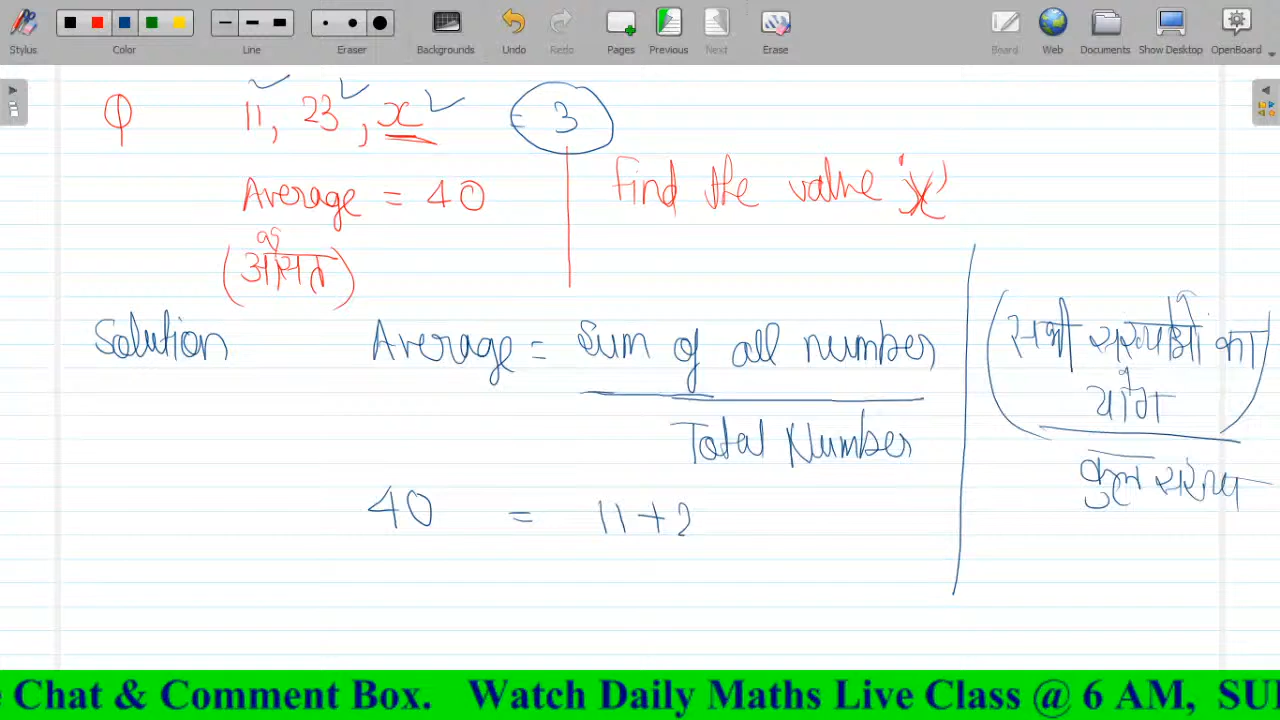 Stylus Color Line Eraser Backgrounds Undo Redo Pages Previous Next Erase Board Web Documents Show Desktop OpenBoard
Q 11, 23, x = 3
Average = 40
(औसत)
Find the value 'x'
Solution Average = Sum of all number
Total Number
(सभी संख्याओं का
योग)
कुल संख्य
40 = 11+2
e Chat & Comment Box. Watch Daily Maths Live Class @ 6 AM, SU